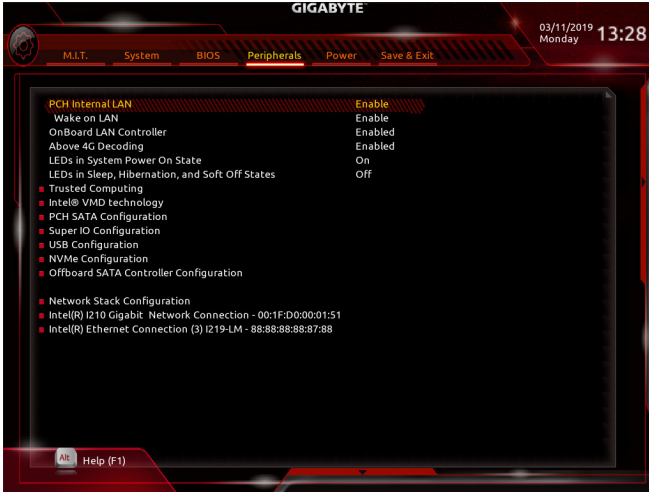 GIGABYTE™
03/11/2019 Monday 13:28
M.I.T. System BIOS Peripherals Power Save & Exit
PCH Internal LAN Enable
Wake on LAN Enable
OnBoard LAN Controller Enabled
Above 4G Decoding Enabled
LEDs in System Power On State On
LEDs in Sleep, Hibernation, and Soft Off States Off
Trusted Computing
Intel® VMD technology
PCH SATA Configuration
Super IO Configuration
USB Configuration
NVMe Configuration
Offboard SATA Controller Configuration
Network Stack Configuration
Intel(R) I210 Gigabit  Network Connection - 00:1F:D0:00:01:51
Intel(R) Ethernet Connection (3) I219-LM - 88:88:88:88:87:88
Alt Help (F1)